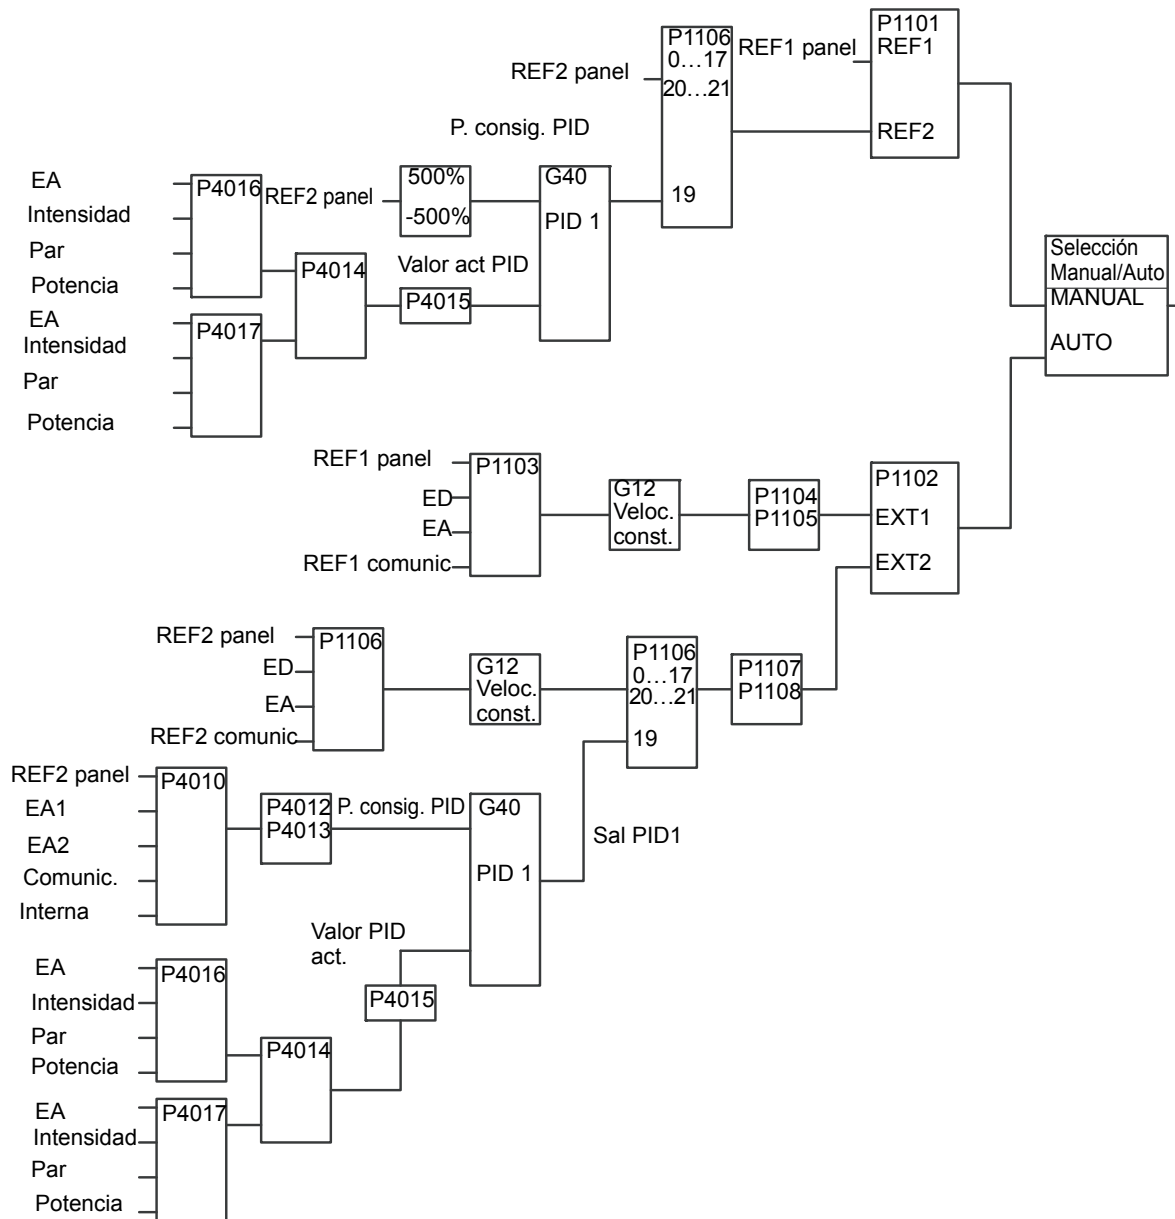 P1106
0…17
20…21
19
REF2 panel
REF1 panel
P1101
REF1
REF2
P. consig. PID
REF2 panel
500%
-500%
G40
PID 1
EA
Intensidad
Par
Potencia
P4016
EA
Intensidad
Par
Potencia
P4017
P4014
Valor act PID
P4015
Selección
Manual/Auto
MANUAL
AUTO
REF1 panel
ED
EA
REF1 comunic
P1103
G12
Veloc.
const.
P1104
P1105
P1102
EXT1
EXT2
REF2 panel
ED
EA
REF2 comunic
P1106
G12
Veloc.
const.
P1106
0…17
20…21
19
P1107
P1108
REF2 panel
EA1
EA2
Comunic.
Interna
P4010
P4012
P4013
P. consig. PID
G40
PID 1
Sal PID1
Valor PID
act.
P4015
EA
Intensidad
Par
Potencia
P4016
P4014
EA
Intensidad
Par
Potencia
P4017